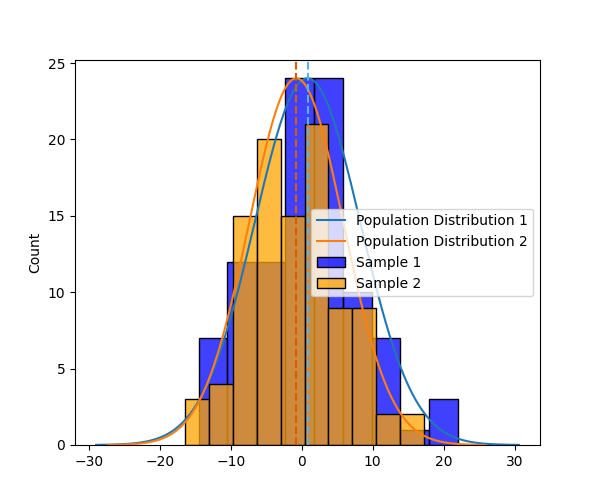 25
20
15
10
5
0
Count
Population Distribution 1
Population Distribution 2
Sample 1
Sample 2
−30 −20 −10 0 10 20 30